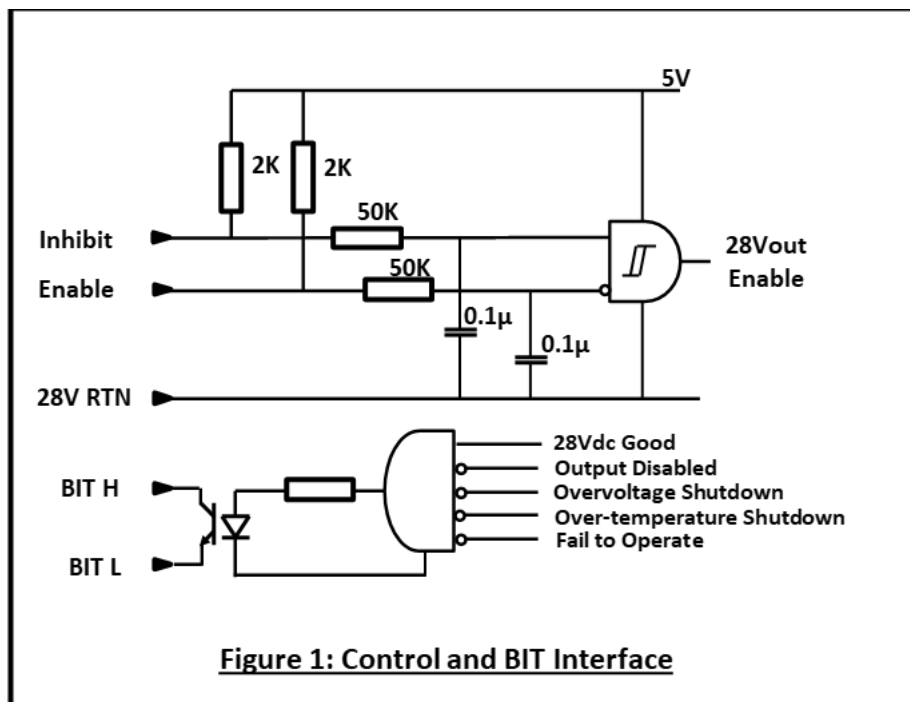 5V
2K
2K
50K
Inhibit
28Vout
Enable
50K
Enable
0.1µ
0.1µ
28V RTN
28Vdc Good
Output Disabled
BIT H
Overvoltage Shutdown
Over-temperature Shutdown
Fail to Operate
BIT L
Figure 1: Control and BIT Interface